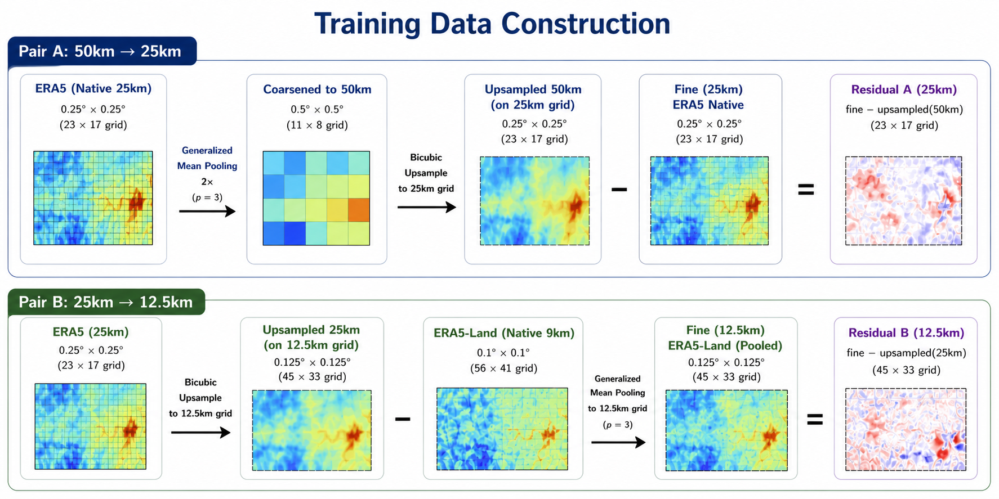 Training Data Construction
Pair A: 50km → 25km
ERA5 (Native 25km)
0.25° × 0.25°
(23 × 17 grid)
Generalized
Mean Pooling
2×
(p = 3)
Coarsened to 50km
0.5° × 0.5°
(11 × 8 grid)
Bicubic
Upsample
to 25km grid
Upsampled 50km
(on 25km grid)
0.25° × 0.25°
(23 × 17 grid)
−
Fine (25km)
ERA5 Native
0.25° × 0.25°
(23 × 17 grid)
=
Residual A (25km)
fine − upsampled(50km)
(23 × 17 grid)
Pair B: 25km → 12.5km
ERA5 (25km)
0.25° × 0.25°
(23 × 17 grid)
Bicubic
Upsample
to 12.5km grid
Upsampled 25km
(on 12.5km grid)
0.125° × 0.125°
(45 × 33 grid)
−
ERA5-Land (Native 9km)
0.1° × 0.1°
(56 × 41 grid)
Generalized
Mean Pooling
to 12.5km grid
(p = 3)
Fine (12.5km)
ERA5-Land (Pooled)
0.125° × 0.125°
(45 × 33 grid)
=
Residual B (12.5km)
fine − upsampled(25km)
(45 × 33 grid)